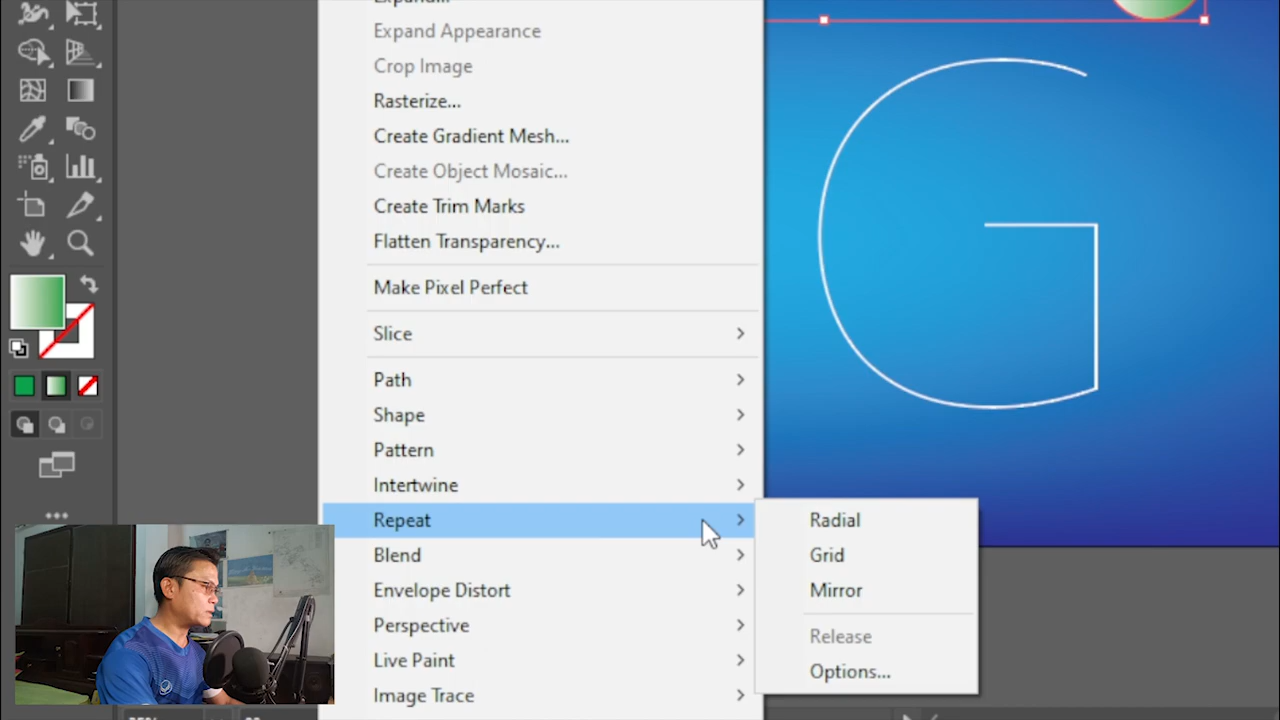 Expand...
Expand Appearance
Crop Image
Rasterize...
Create Gradient Mesh...
Create Object Mosaic...
Create Trim Marks
Flatten Transparency...
Make Pixel Perfect
Slice
Path
Shape
Pattern
Intertwine
Repeat
Blend
Envelope Distort
Perspective
Live Paint
Image Trace
Radial
Grid
Mirror
Release
Options...
G